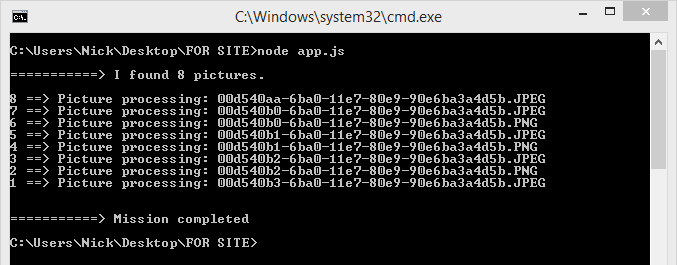 C:\Windows\system32\cmd.exe
C:\Users\Nick\Desktop\FOR SITE>node app.js
===========> I found 8 pictures.
8 ==> Picture processing: 00d540aa-6ba0-11e7-80e9-90e6ba3a4d5b.JPEG
7 ==> Picture processing: 00d540b0-6ba0-11e7-80e9-90e6ba3a4d5b.JPEG
6 ==> Picture processing: 00d540b0-6ba0-11e7-80e9-90e6ba3a4d5b.PNG
5 ==> Picture processing: 00d540b1-6ba0-11e7-80e9-90e6ba3a4d5b.JPEG
4 ==> Picture processing: 00d540b1-6ba0-11e7-80e9-90e6ba3a4d5b.PNG
3 ==> Picture processing: 00d540b2-6ba0-11e7-80e9-90e6ba3a4d5b.JPEG
2 ==> Picture processing: 00d540b2-6ba0-11e7-80e9-90e6ba3a4d5b.PNG
1 ==> Picture processing: 00d540b3-6ba0-11e7-80e9-90e6ba3a4d5b.JPEG
===========> Mission completed
C:\Users\Nick\Desktop\FOR SITE>